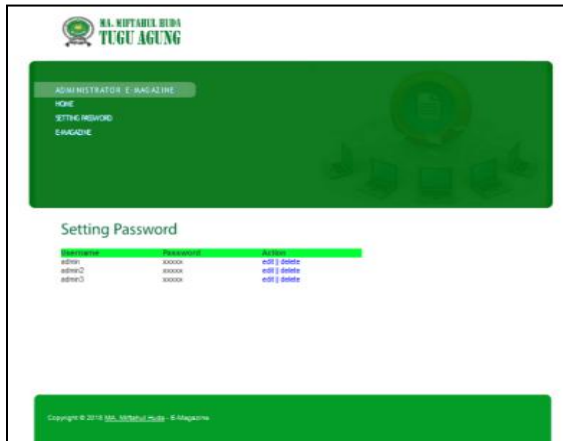 MA. MIFTAHUL HUDA
TUGU AGUNG
ADMINISTRATOR E-MAGAZINE
HOME
SETTING PASSWORD
E-MAGAZINE
Setting Password
Username Password Action
admin xxxxx edit || delete
admin2 xxxxx edit || delete
admin3 xxxxx edit || delete
Copyright © 2018 MA. Miftahul Huda - E-Magazine